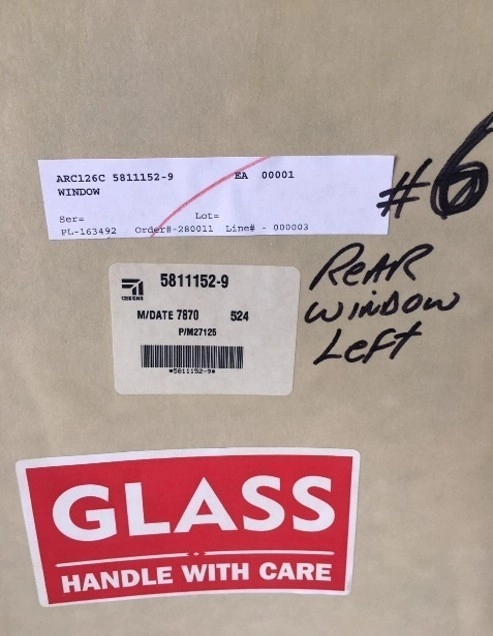 ARC126C 5811152-9 EA 00001
WINDOW
Ser= Lot=
PL-163492 Order#-280011 Line# - 000003
#6
REAR
WINDOW
Left
5811152-9
M/DATE 7870 524
P/M27125
*5811152-9*
GLASS
HANDLE WITH CARE